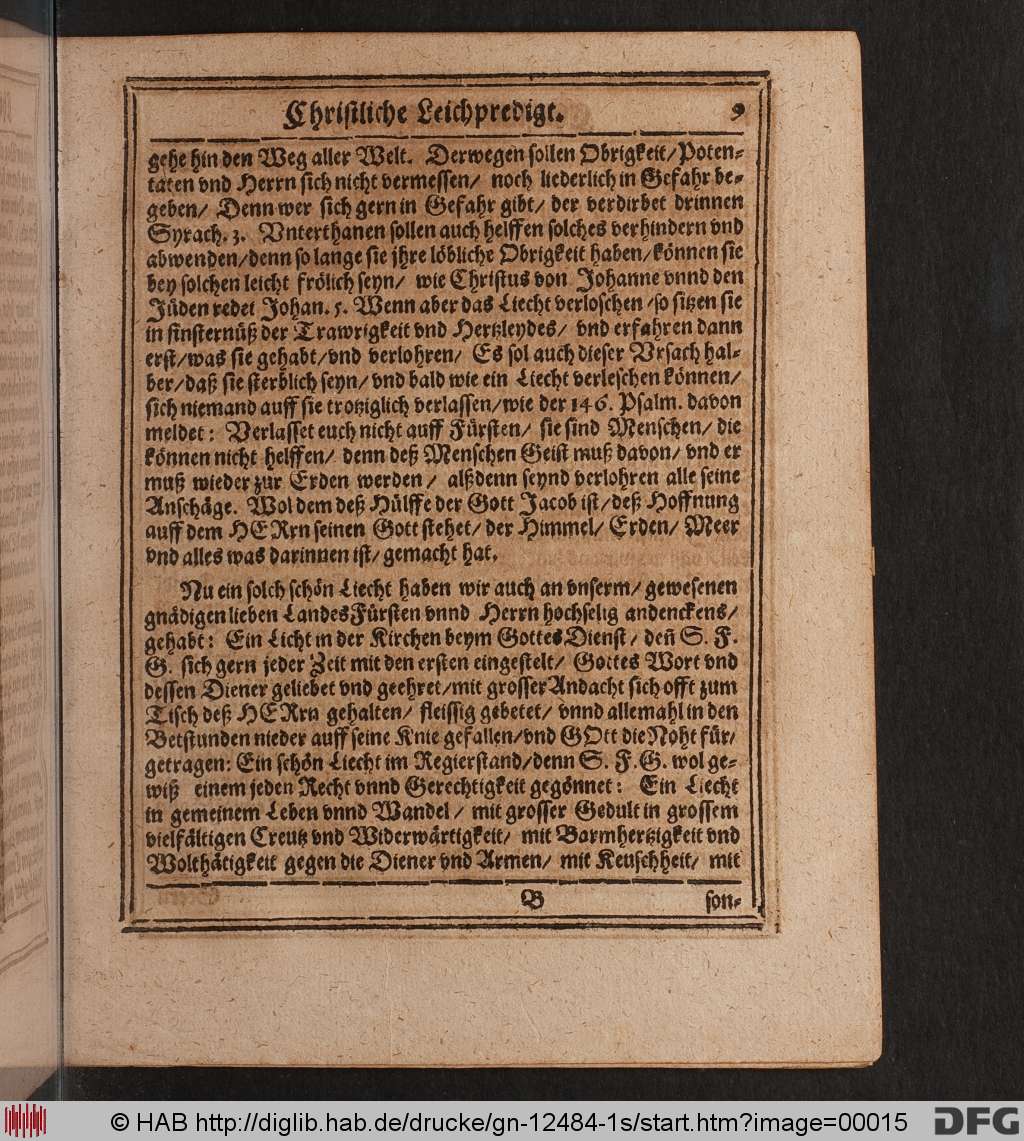 Christliche Leichpredigt. 9
gehe hin den Weg aller Welt. Derwegen sollen Obrigkeit/Poten-
taten vnd Herrn sich nicht vermessen/ noch liederlich in Gefahr be-
geben/ Denn wer sich gern in Gefahr gibt/ der verdirbet drinnen
Syrach. 3. Vnterthanen sollen auch helffen solches verhindern vnd
abwenden/denn so lange sie jhre löbliche Obrigkeit haben/können sie
bey solchen leicht frölich seyn/ wie Christus von Johanne vnnd den
Jüden redet Johan. 5. Wenn aber das Liecht verloschen/so sitzen sie
in finsternüß der Trawrigkeit vnd Hertzleydes/ vnd erfahren dann
erst/was sie gehabt/vnd verlohren/ Es sol auch dieser Vrsach hal-
ber/daß sie sterblich seyn/vnd bald wie ein Liecht verleschen können/
sich niemand auff sie trotziglich verlassen/wie der 146. Psalm. davon
meldet: Verlasset euch nicht auff Fürsten/ sie sind Menschen/ die
können nicht helffen/ denn deß Menschen Geist muß davon/ vnd er
muß wieder zur Erden werden/ alßdenn seynd verlohren alle seine
Anschäge. Wol dem deß Hülffe der Gott Jacob ist/deß Hoffnung
auff dem HERrn seinen Gott stehet/ der Himmel/ Erden/ Meer
vnd alles was darinnen ist/ gemacht hat.
Nu ein solch schön Liecht haben wir auch an vnserm/ gewesenen
gnädigen lieben LandesFürsten vnnd Herrn hochselig andenckens/
gehabt: Ein Licht in der Kirchen beym GottesDienst/ deñ S. F.
G. sich gern jeder Zeit mit den ersten eingestelt/ Gottes Wort vnd
dessen Diener geliebet vnd geehret/mit grosser Andacht sich offt zum
Tisch deß HERrn gehalten/ fleissig gebetet/ vnnd allemahl in den
Betstunden nieder auff seine Knie gefallen/vnd GOtt die Noht für/
getragen: Ein schön Liecht im Regierstand/denn S. F. G. wol ge-
wiß einem jeden Recht vnnd Gerechtigkeit gegönnet: Ein Liecht
in gemeinem Leben vnnd Wandel/ mit grosser Gedult in grossem
vielfältigen Creutz vnd Widerwärtigkeit/ mit Barmhertzigkeit vnd
Wolthätigkeit gegen die Diener vnd Armen/ mit Keuschheit/ mit
B son-
© HAB http://diglib.hab.de/drucke/gn-12484-1s/start.htm?image=00015 DFG